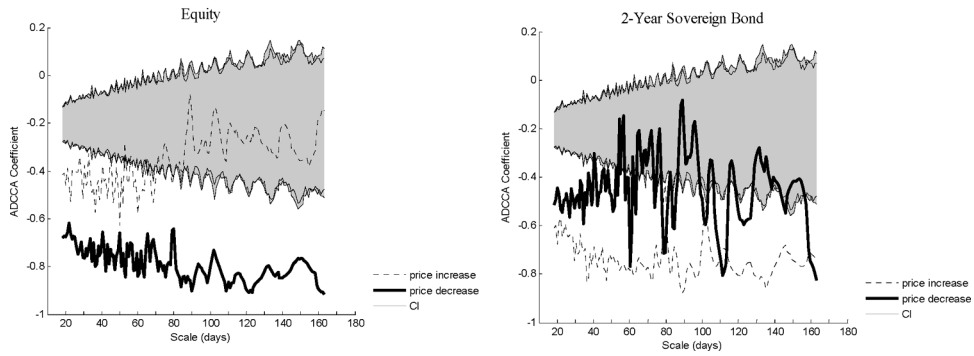 Equity
0.2
0
-0.2
-0.4
-0.6
-0.8
-1
ADCCA Coefficient
20 40 60 80 100 120 140 160 180
Scale (days)
price increase
price decrease
CI
2-Year Sovereign Bond
0.2
0
-0.2
-0.4
-0.6
-0.8
-1
ADCCA Coefficient
20 40 60 80 100 120 140 160 180
Scale (days)
price increase
price decrease
CI